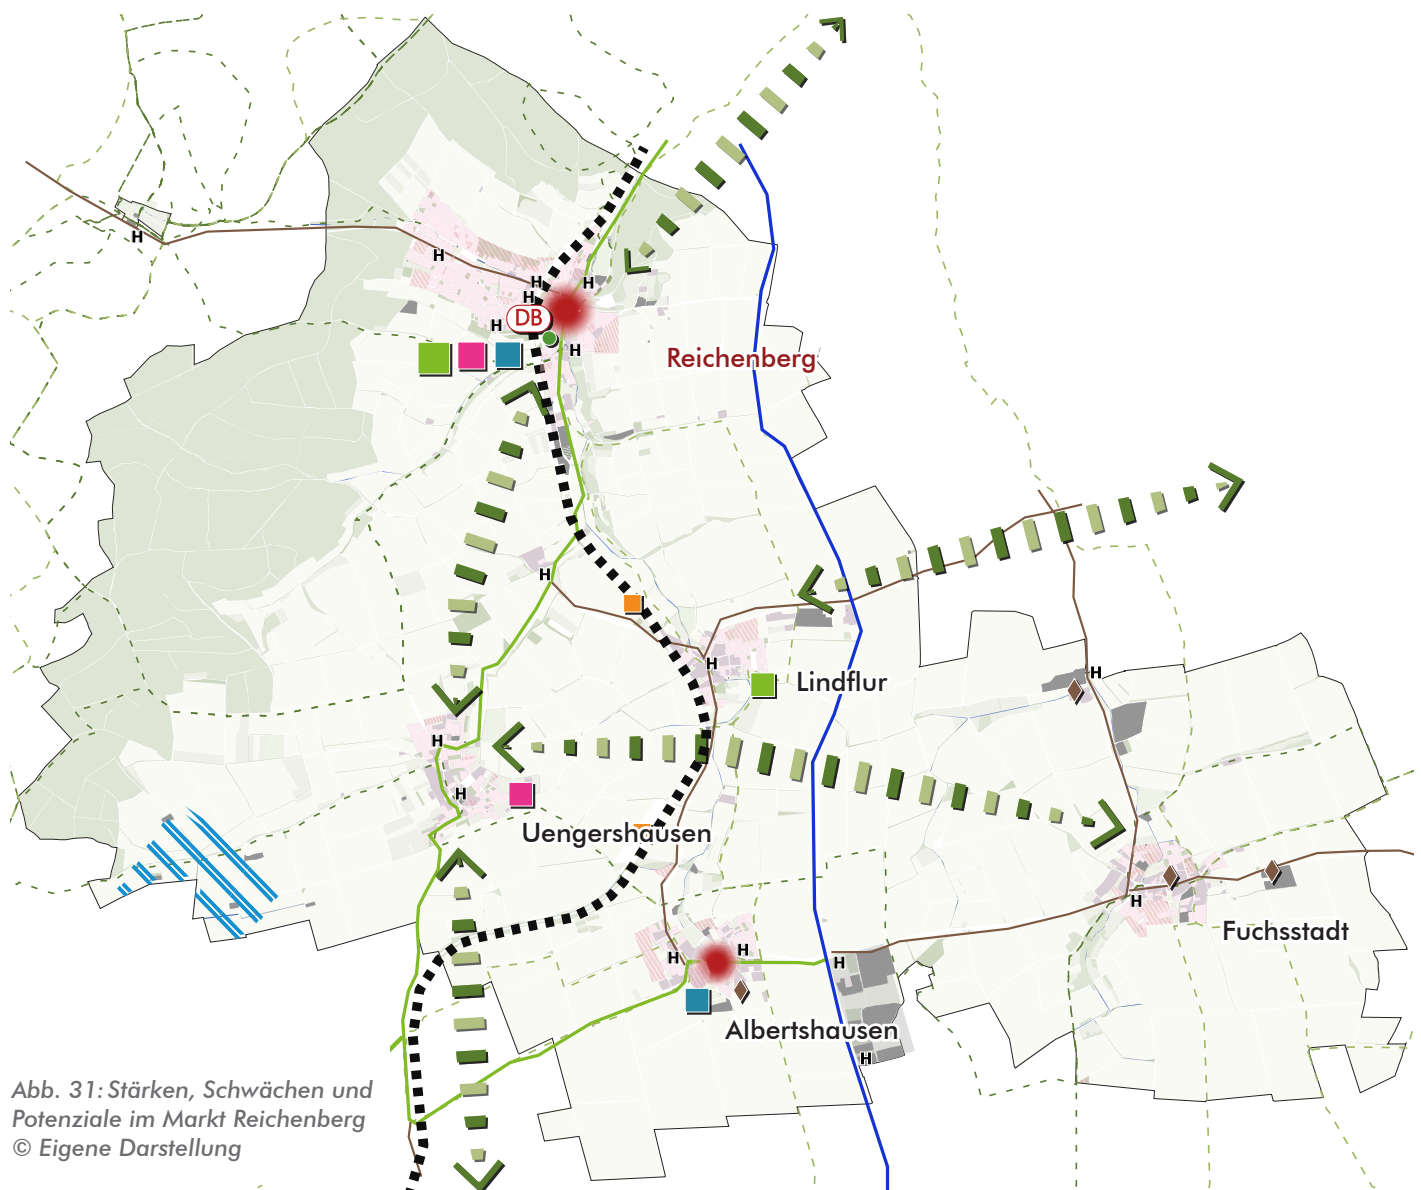 H
H
H
H
H
DB
H
H
Reichenberg
H
H
Lindflur
H
H
H
Uengershausen
H
Fuchsstadt
H
H
H
Albertshausen
H
Abb. 31: Stärken, Schwächen und
Potenziale im Markt Reichenberg
© Eigene Darstellung